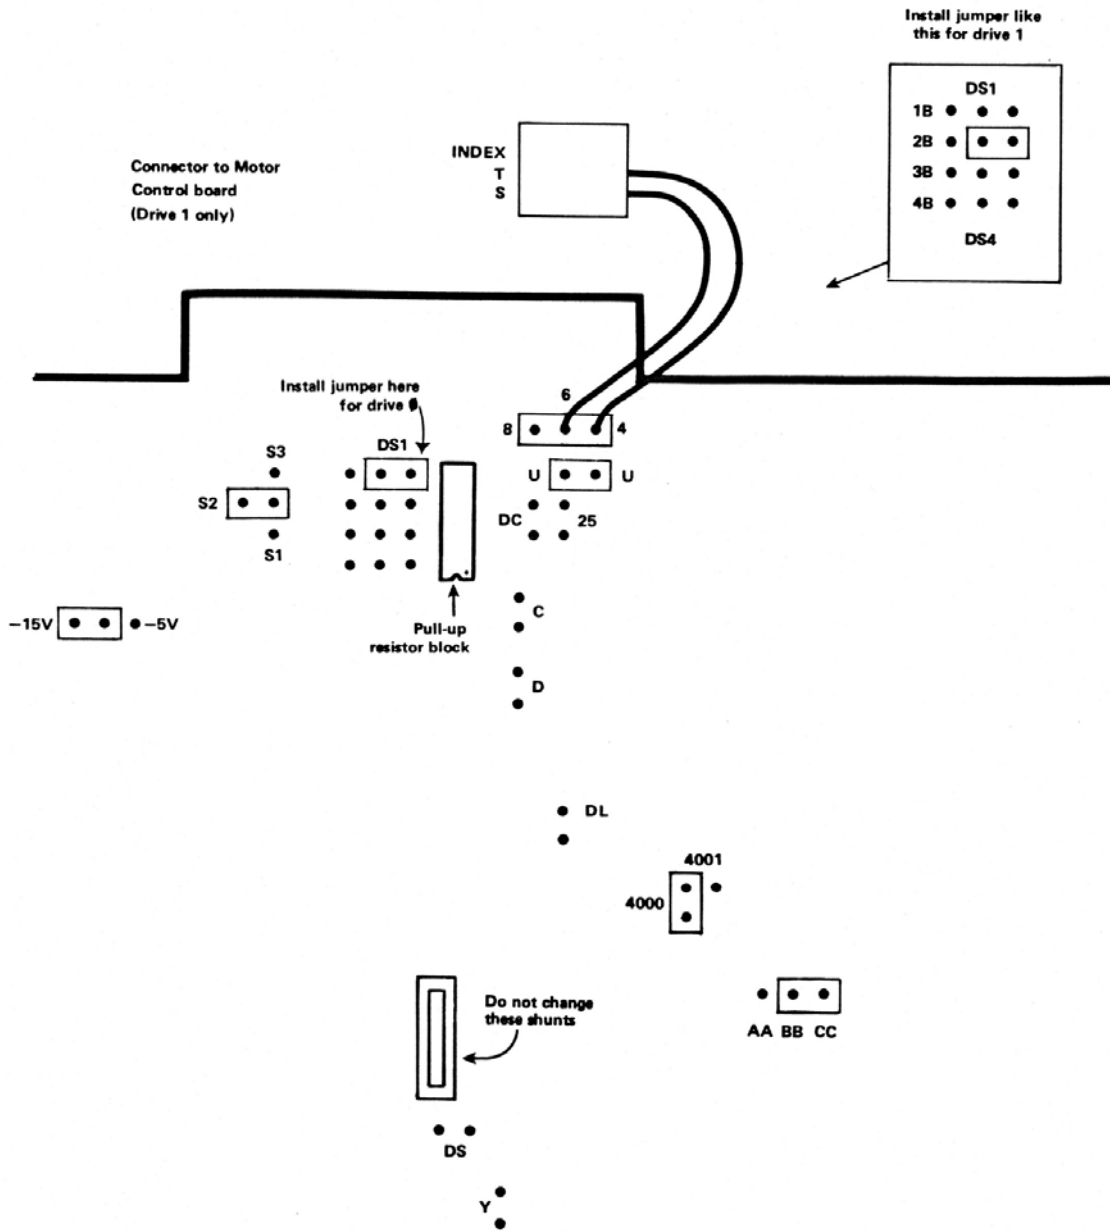 Install jumper like
this for drive 1
DS1
1B
2B
3B
4B
DS4
INDEX
T
S
Connector to Motor
Control board
(Drive 1 only)
Install jumper here
for drive Ø
6
8
4
DS1
S3
S2
S1
U
U
DC
25
−15V
−5V
C
Pull-up
resistor block
D
DL
4001
4000
Do not change
these shunts
AA BB CC
DS
Y